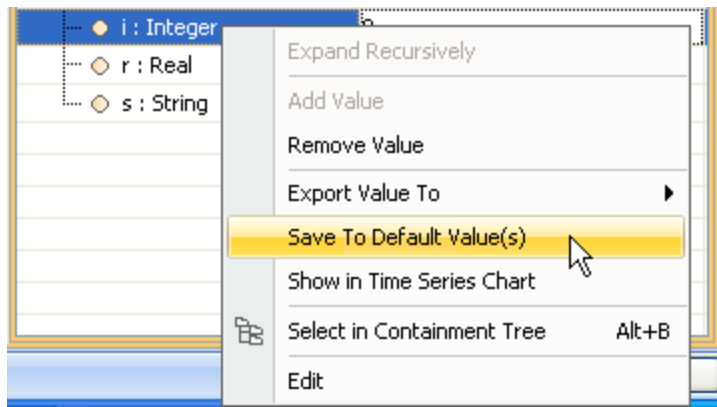 i : Integer
r : Real
s : String
Expand Recursively
Add Value
Remove Value
Export Value To
Save To Default Value(s)
Show in Time Series Chart
Select in Containment Tree Alt+B
Edit